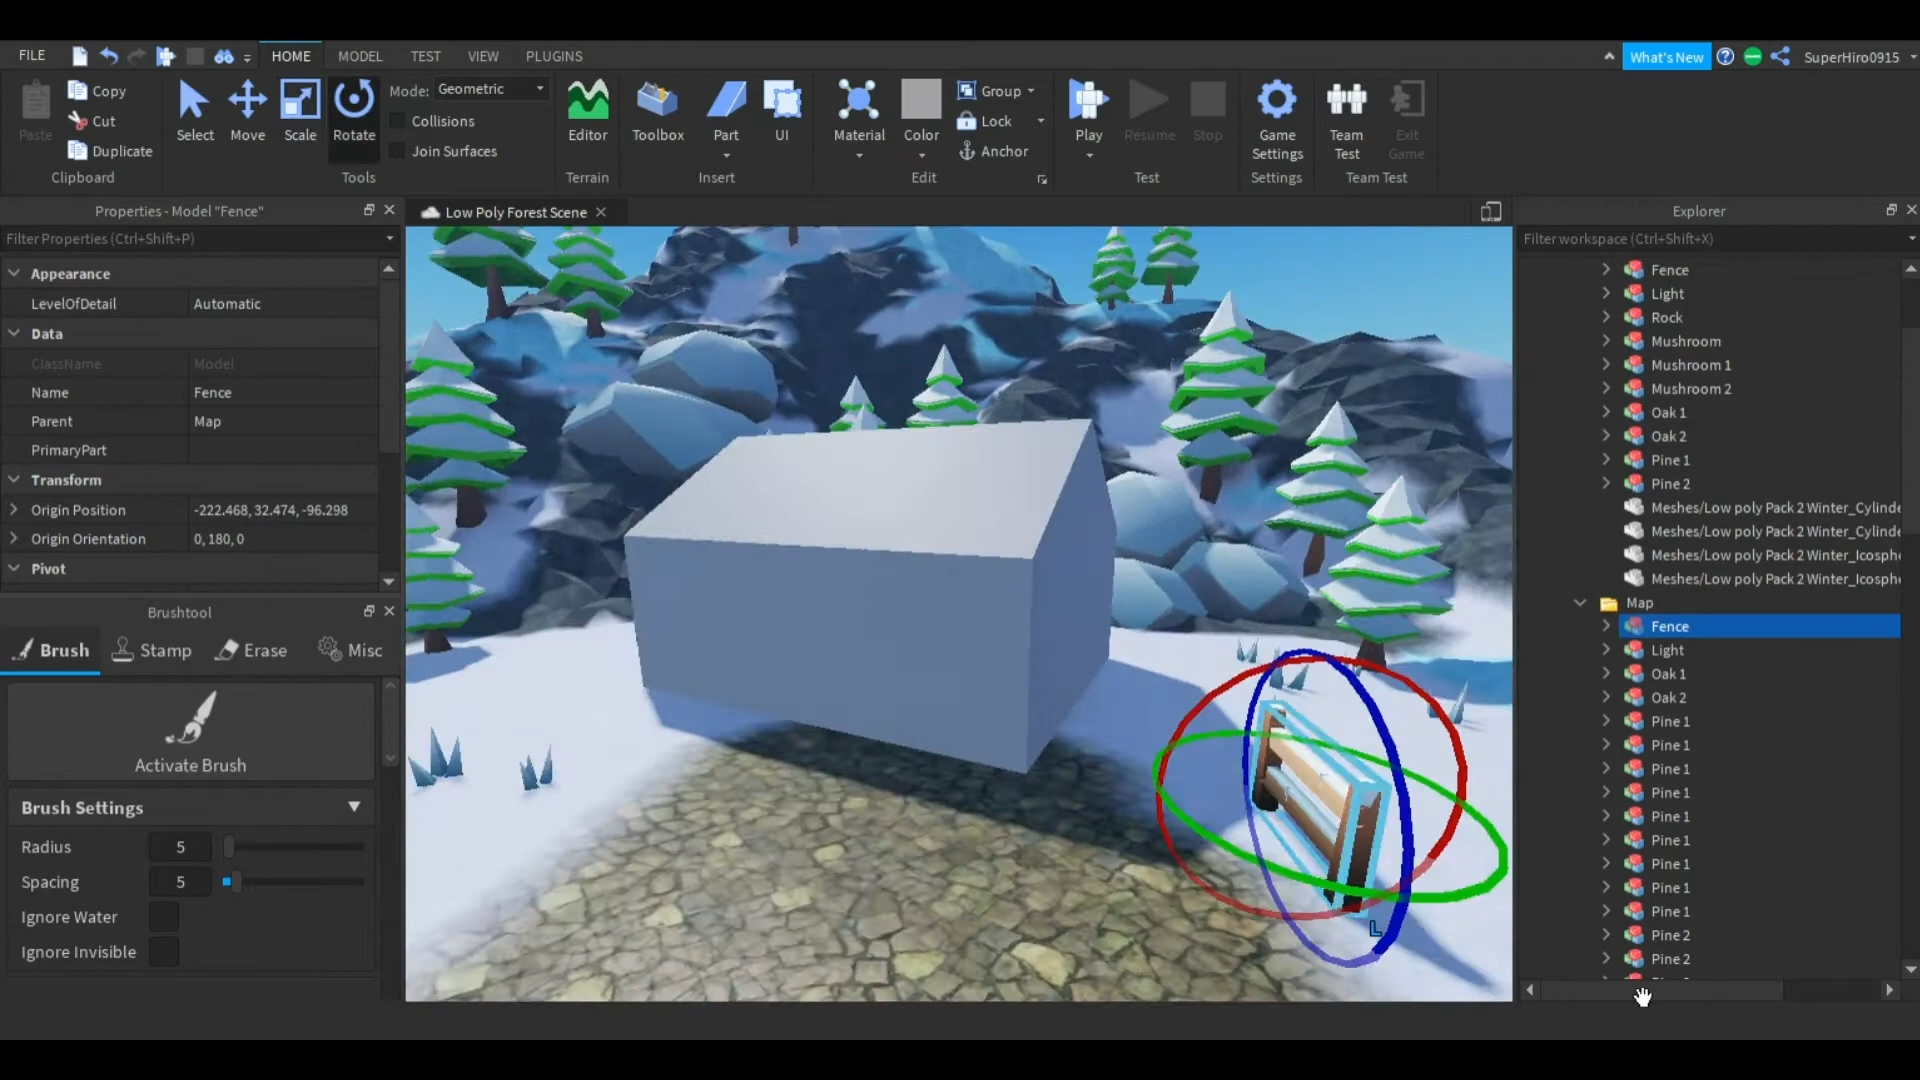 FILE
HOME
MODEL
TEST
VIEW
PLUGINS
What's New
SuperHiro0915
Paste
Copy
Cut
Duplicate
Clipboard
Select
Move
Scale
Rotate
Mode:
Geometric
Collisions
Join Surfaces
Tools
Editor
Terrain
Toolbox
Part
UI
Insert
Material
Color
Group
Lock
Anchor
Edit
Play
Resume
Stop
Test
Game
Settings
Settings
Team
Test
Exit
Game
Team Test
Properties - Model "Fence"
Filter Properties (Ctrl+Shift+P)
Appearance
LevelOfDetail Automatic
Data
ClassName Model
Name Fence
Parent Map
PrimaryPart
Transform
Origin Position -222.468, 32.474, -96.298
Origin Orientation 0, 180, 0
Pivot
Brushtool
Brush
Stamp
Erase
Misc
Activate Brush
Brush Settings
Radius 5
Spacing 5
Ignore Water
Ignore Invisible
Low Poly Forest Scene
L
Explorer
Filter workspace (Ctrl+Shift+X)
Fence
Light
Rock
Mushroom
Mushroom 1
Mushroom 2
Oak 1
Oak 2
Pine 1
Pine 2
Meshes/Low poly Pack 2 Winter_Cylinde
Meshes/Low poly Pack 2 Winter_Cylinde
Meshes/Low poly Pack 2 Winter_Icosphe
Meshes/Low poly Pack 2 Winter_Icosphe
Map
Fence
Light
Oak 1
Oak 2
Pine 1
Pine 1
Pine 1
Pine 1
Pine 1
Pine 1
Pine 1
Pine 1
Pine 1
Pine 2
Pine 2